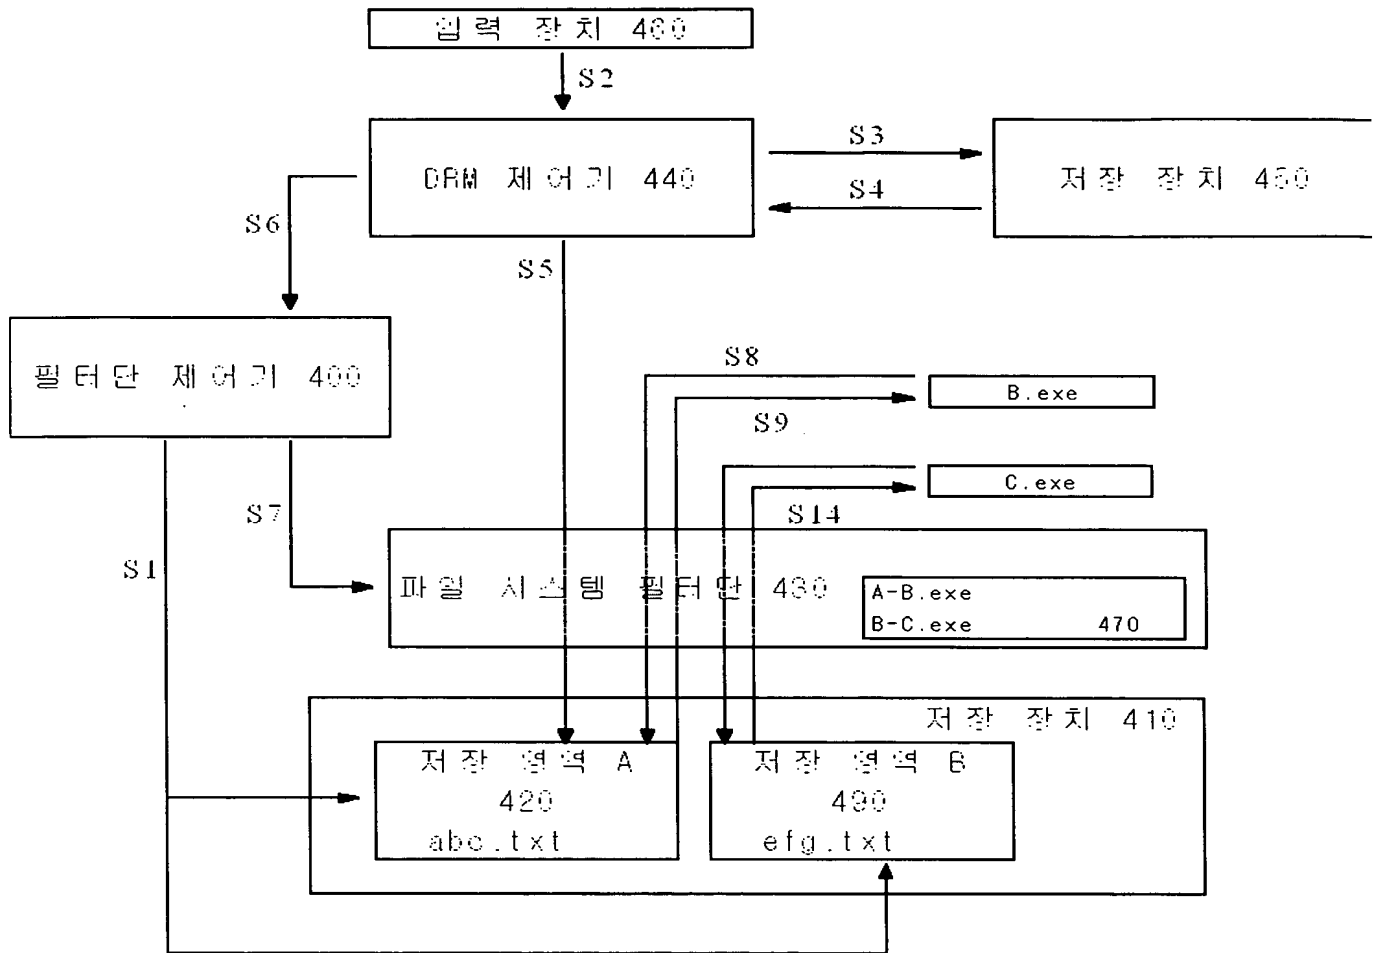 입력 장치 460
S2
S3
DRM 제어기 440
저장 장치 450
S4
S6
S5
필터단 제어기 400
S8
B.exe
S9
C.exe
S7
S14
S1
파일 시스템 필터단 430
A-B.exe
B-C.exe 470
저장 장치 410
저장 영역 A
420
abc.txt
저장 영역 B
490
efg.txt